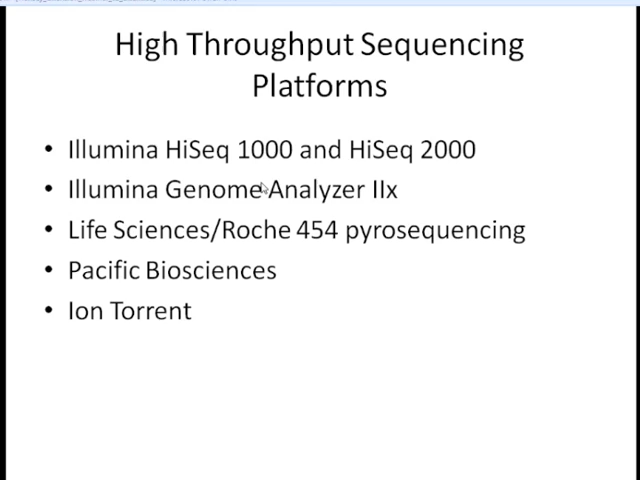 High Throughput Sequencing
Platforms
• Illumina HiSeq 1000 and HiSeq 2000
• Illumina Genome Analyzer IIx
• Life Sciences/Roche 454 pyrosequencing
• Pacific Biosciences
• Ion Torrent